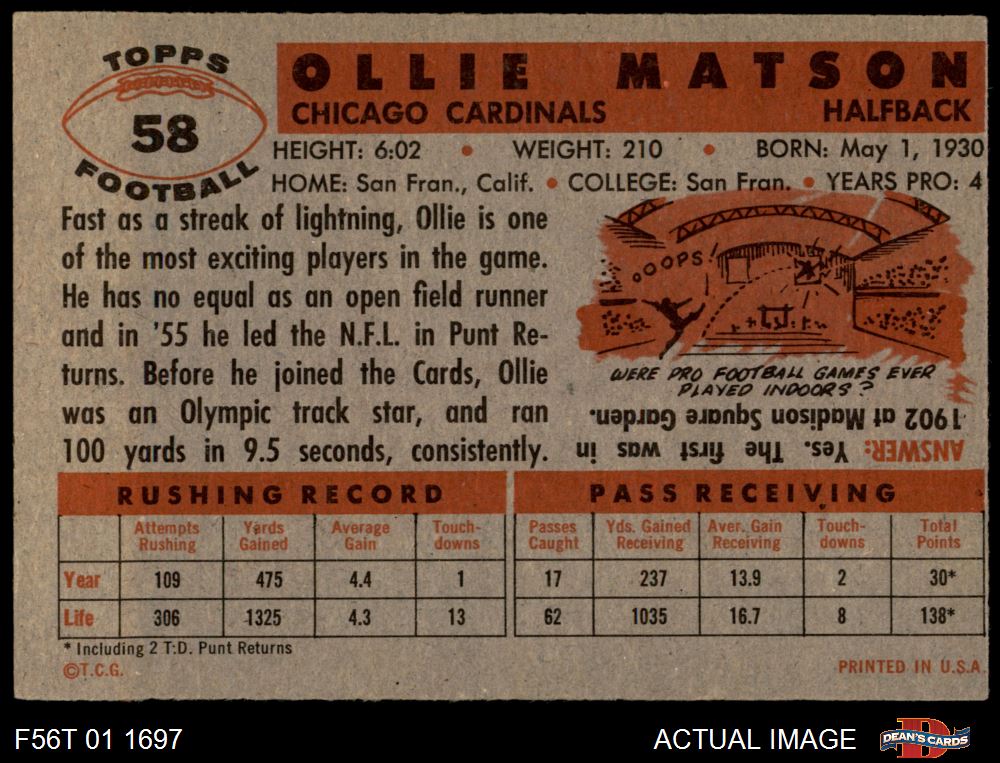 TOPPS
58
FOOTBALL
OLLIE MATSON
CHICAGO CARDINALS HALFBACK
HEIGHT: 6:02 • WEIGHT: 210 • BORN: May 1, 1930
HOME: San Fran., Calif. • COLLEGE: San Fran. • YEARS PRO: 4
Fast as a streak of lightning, Ollie is one
of the most exciting players in the game.
He has no equal as an open field runner
and in '55 he led the N.F.L. in Punt Re-
turns. Before he joined the Cards, Ollie
was an Olympic track star, and ran
100 yards in 9.5 seconds, consistently.
OOPS!
WERE PRO FOOTBALL GAMES EVER
PLAYED INDOORS?
ANSWER: Yes. The first was in
1902 at Madison Square Garden.
RUSHING RECORD PASS RECEIVING
Attempts Rushing Yards Gained Average Gain Touch-downs Passes Caught Yds. Gained Receiving Aver. Gain Receiving Touch-downs Total Points
Year 109 475 4.4 1 17 237 13.9 2 30*
Life 306 1325 4.3 13 62 1035 16.7 8 138*
* Including 2 T.D. Punt Returns
©T.C.G. PRINTED IN U.S.A.
F56T 01 1697 ACTUAL IMAGE D DEAN'S CARDS